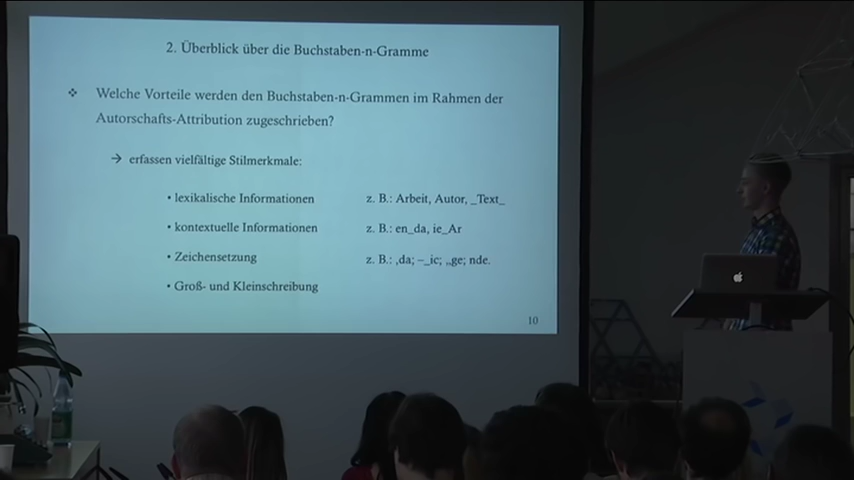 2. Überblick über die Buchstaben-n-Gramme
Welche Vorteile werden den Buchstaben-n-Grammen im Rahmen der
Autorschafts-Attribution zugeschrieben?
→ erfassen vielfältige Stilmerkmale:
• lexikalische Informationen z. B.: Arbeit, Autor, _Text_
• kontextuelle Informationen z. B.: en_da, ie_Ar
• Zeichensetzung z. B.: ,da; –_ic; „ge; nde.
• Groß- und Kleinschreibung
10